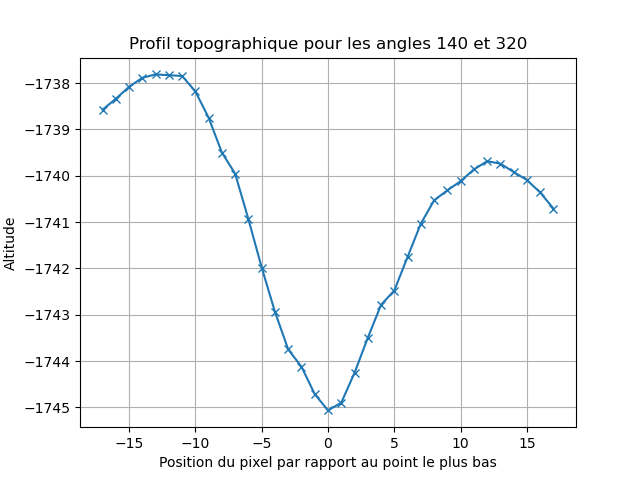 Profil topographique pour les angles 140 et 320
Altitude
−1738
−1739
−1740
−1741
−1742
−1743
−1744
−1745
−15 −10 −5 0 5 10 15
Position du pixel par rapport au point le plus bas